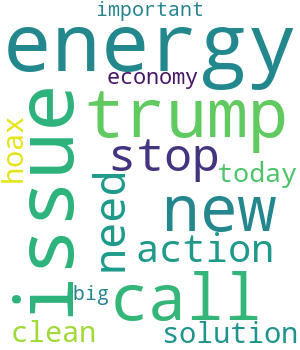 important
energy
economy
trump
hoax
issue
stop
today
need
new
action
call
big
clean
solution